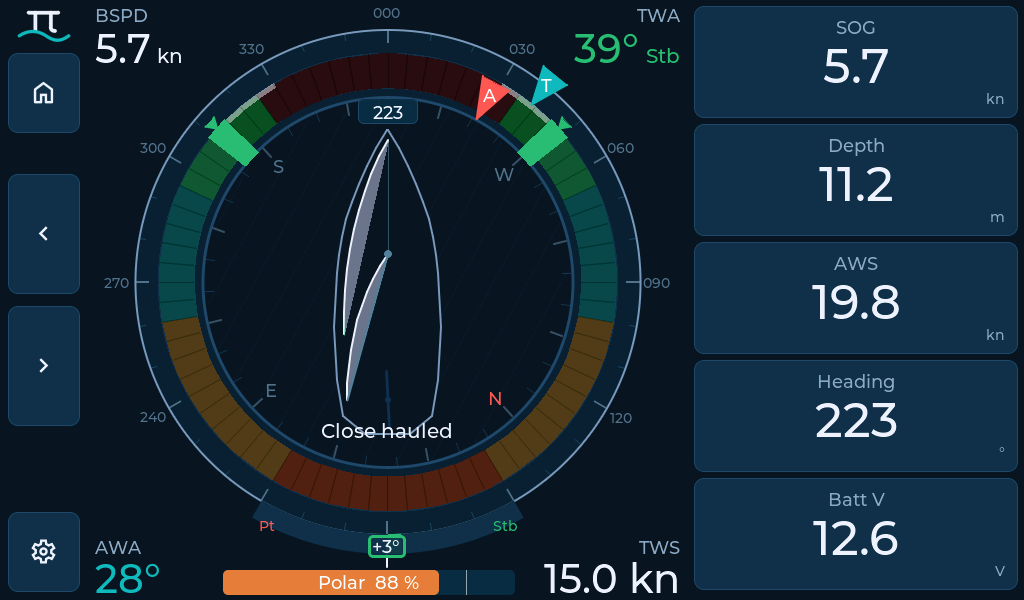 BSPD
5.7 kn
TWA
39° Stb
000
330
030
300
060
270
090
240
120
A
T
223
S
W
E
N
Close hauled
Pt
Stb
+3°
AWA
28°
Polar 88 %
TWS
15.0 kn
SOG
5.7
kn
Depth
11.2
m
AWS
19.8
kn
Heading
223
°
Batt V
12.6
V